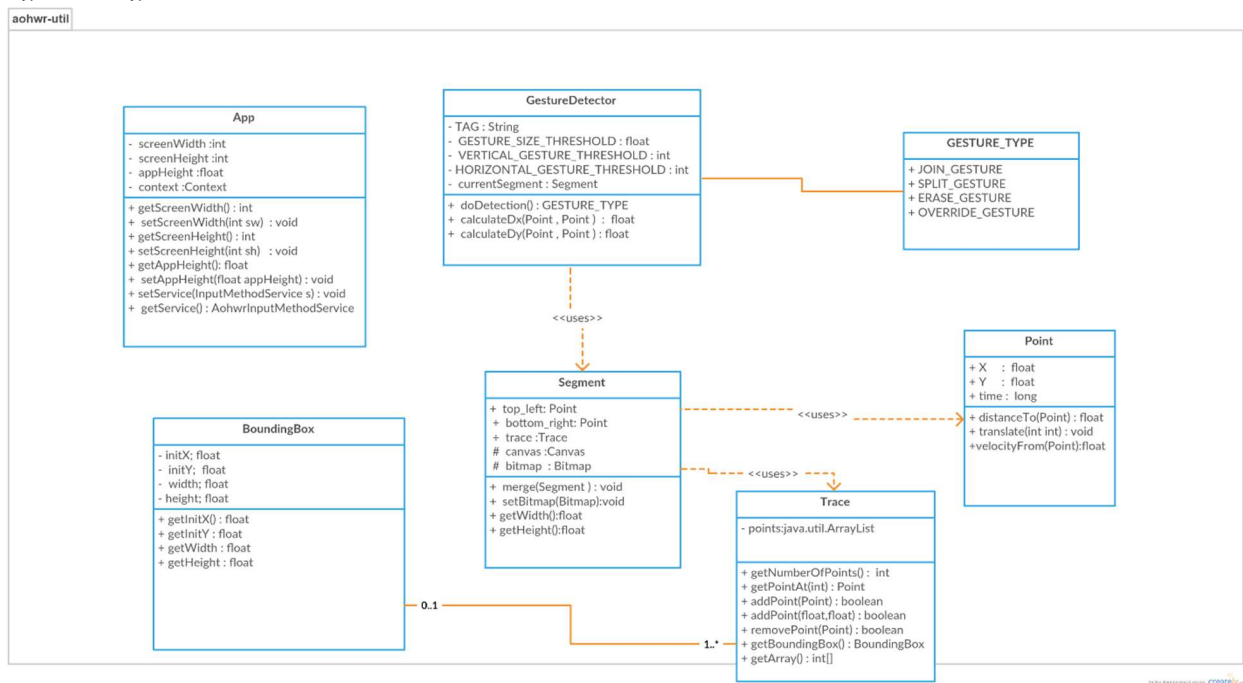 aohwr-util
App
- screenWidth :int
- screenHeight :int
- appHeight :float
- context :Context
+ getScreenWidth() : int
+ setScreenWidth(int sw) : void
+ getScreenHeight() : int
+ setScreenHeight(int sh) : void
+ getAppHeight(): float
+ setAppHeight(float appHeight) : void
+ setService(InputMethodService s) : void
+ getService() : AohwrInputMethodService
GestureDetector
- TAG : String
- GESTURE_SIZE_THRESHOLD : float
- VERTICAL_GESTURE_THRESHOLD : int
- HORIZONTAL_GESTURE_THRESHOLD : int
- currentSegment : Segment
+ doDetection() : GESTURE_TYPE
+ calculateDx(Point , Point ) : float
+ calculateDy(Point , Point ) : float
GESTURE_TYPE
+ JOIN_GESTURE
+ SPLIT_GESTURE
+ ERASE_GESTURE
+ OVERRIDE_GESTURE
<<uses>>
Segment
+ top_left: Point
+ bottom_right: Point
+ trace :Trace
# canvas :Canvas
# bitmap : Bitmap
+ merge(Segment ) : void
+ setBitmap(Bitmap):void
+ getWidth():float
+ getHeight():float
<<uses>>
<<uses>>
Point
+ X : float
+ Y : float
+ time : long
+ distanceTo(Point) : float
+ translate(int int) : void
+velocityFrom(Point):float
BoundingBox
- initX; float
- initY; float
- width; float
- height; float
+ getInitX() : float
+ getInitY : float
+ getWidth : float
+ getHeight : float
0..1
1..*
Trace
- points:java.util.ArrayList
+ getNumberOfPoints() : int
+ getPointAt(int) : Point
+ addPoint(Point) : boolean
+ addPoint(float,float) : boolean
+ removePoint(Point) : boolean
+ getBoundingBox() : BoundingBox
+ getArray() : int[]